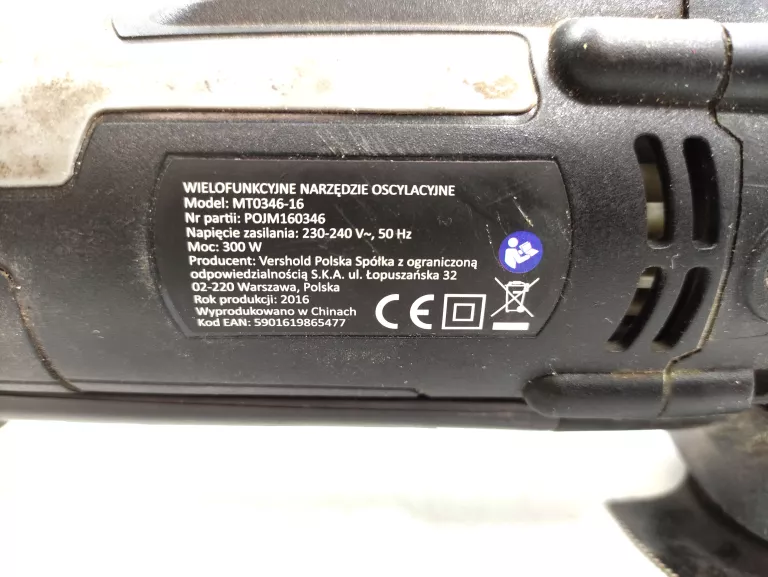 WIELOFUNKCYJNE NARZĘDZIE OSCYLACYJNE
Model: MT0346-16
Nr partii: POJM160346
Napięcie zasilania: 230-240 V~, 50 Hz
Moc: 300 W
Producent: Vershold Polska Spółka z ograniczoną
odpowiedzialnością S.K.A. ul. Łopuszańska 32
02-220 Warszawa, Polska
Rok produkcji: 2016
Wyprodukowano w Chinach
Kod EAN: 5901619865477
CE